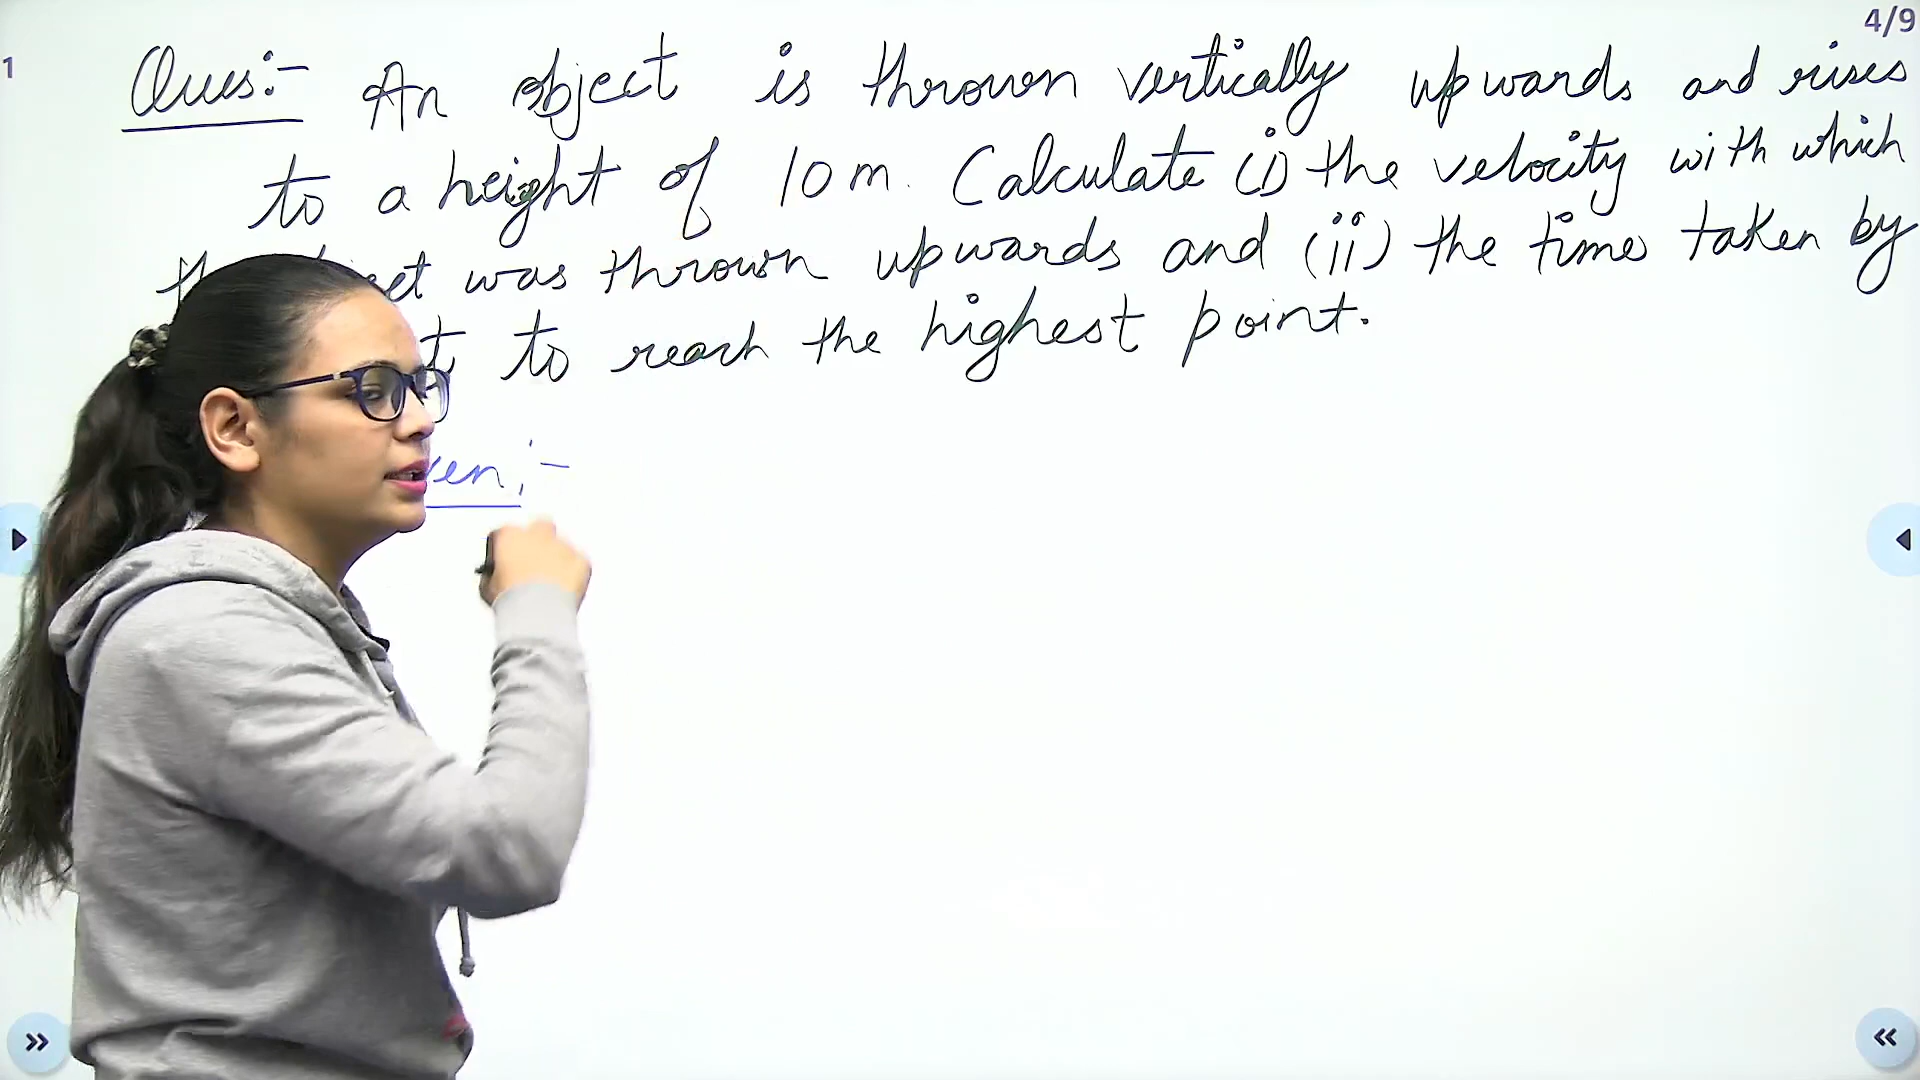 4/9
1
Ques:- An object is thrown vertically upwards and rises
to a height of 10 m. Calculate (i) the velocity with which
was thrown upwards and (ii) the time taken by
to reach the highest point.